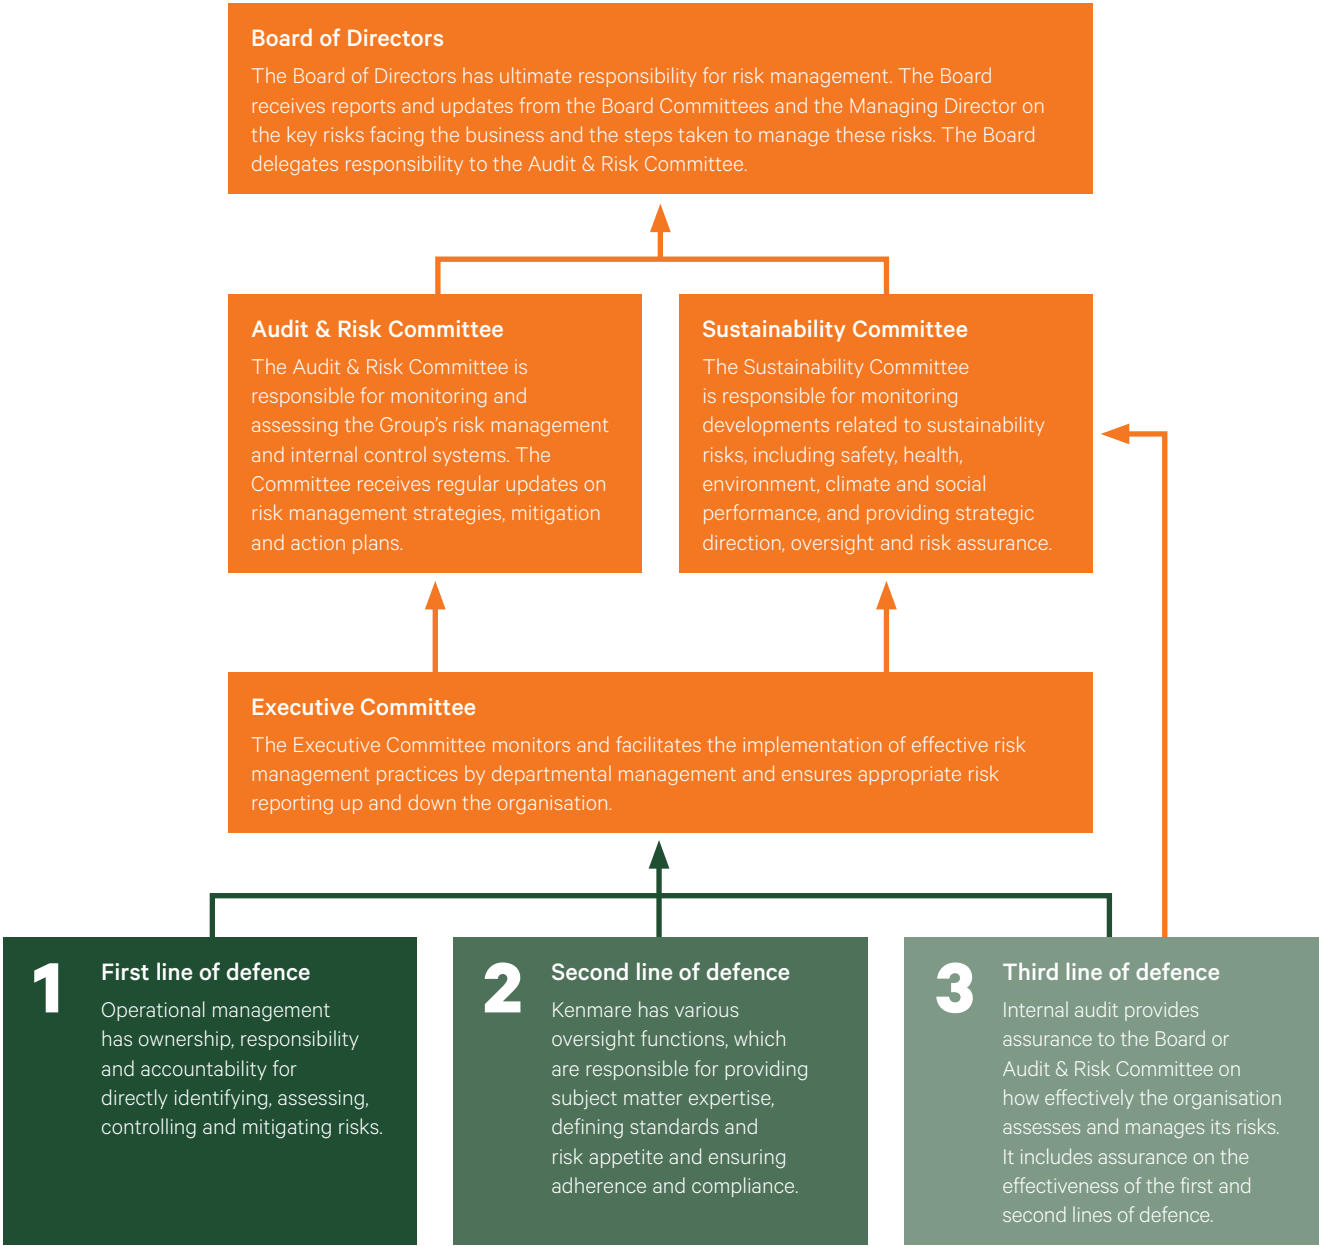 Board of Directors
The Board of Directors has ultimate responsibility for risk management. The Board
receives reports and updates from the Board Committees and the Managing Director on
the key risks facing the business and the steps taken to manage these risks. The Board
delegates responsibility to the Audit & Risk Committee.
Audit & Risk Committee
The Audit & Risk Committee is
responsible for monitoring and
assessing the Group’s risk management
and internal control systems. The
Committee receives regular updates on
risk management strategies, mitigation
and action plans.
Sustainability Committee
The Sustainability Committee
is responsible for monitoring
developments related to sustainability
risks, including safety, health,
environment, climate and social
performance, and providing strategic
direction, oversight and risk assurance.
Executive Committee
The Executive Committee monitors and facilitates the implementation of effective risk
management practices by departmental management and ensures appropriate risk
reporting up and down the organisation.
1
First line of defence
Operational management
has ownership, responsibility
and accountability for
directly identifying, assessing,
controlling and mitigating risks.
2
Second line of defence
Kenmare has various
oversight functions, which
are responsible for providing
subject matter expertise,
defining standards and
risk appetite and ensuring
adherence and compliance.
3
Third line of defence
Internal audit provides
assurance to the Board or
Audit & Risk Committee on
how effectively the organisation
assesses and manages its risks.
It includes assurance on the
effectiveness of the first and
second lines of defence.